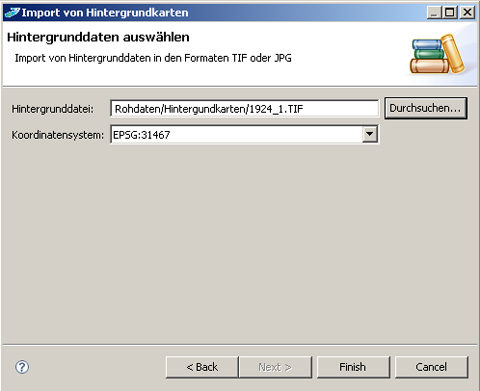 Import von Hintergrundkarten
Hintergrunddaten auswählen
Import von Hintergrunddaten in den Formaten TIF oder JPG
Hintergrunddatei: Rohdaten/Hintergundkarten/1924_1.TIF Durchsuchen...
Koordinatensystem: EPSG:31467
? < Back Next > Finish Cancel